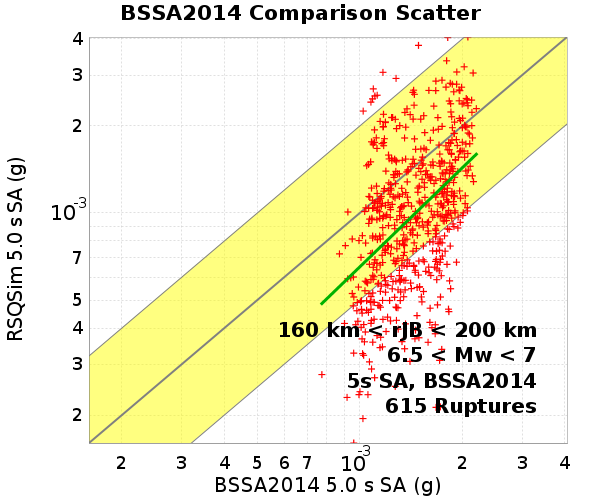 BSSA2014 Comparison Scatter
4
3
2
10-3
7
5
4
3
2
RSQSim 5.0 s SA (g)
160 km < rJB < 200 km
6.5 < Mw < 7
5s SA, BSSA2014
615 Ruptures
2 3 4 5 6 7 10-3 2 3 4
BSSA2014 5.0 s SA (g)